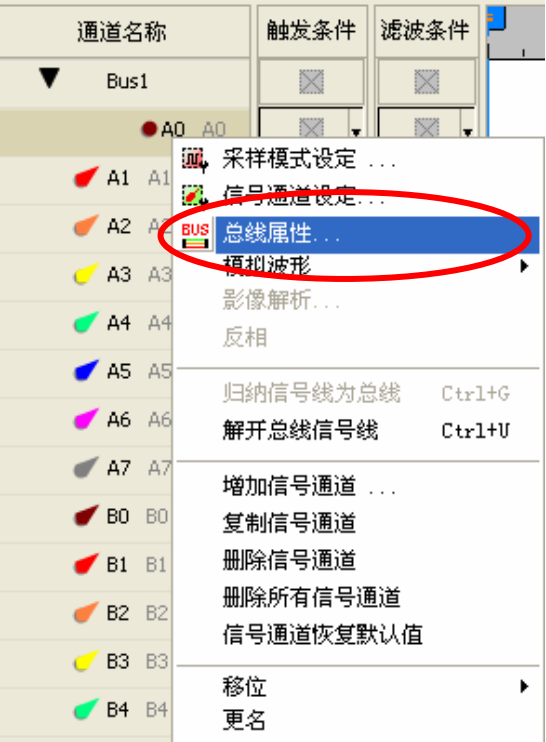 通道名称 触发条件 滤波条件
Bus1
A0 A0
采样模式设定 ...
A1 A1
信号通道设定...
A2 A2
BUS 总线属性...
A3 A3
模拟波形
影像解析...
A4 A4
反相
A5 A5
归纳信号线为总线 Ctrl+G
A6 A6
解开总线信号线 Ctrl+U
A7 A7
增加信号通道 ...
B0 B0
复制信号通道
B1 B1
删除信号通道
B2 B2
删除所有信号通道
信号通道恢复默认值
B3 B3
移位
B4 B4
更名